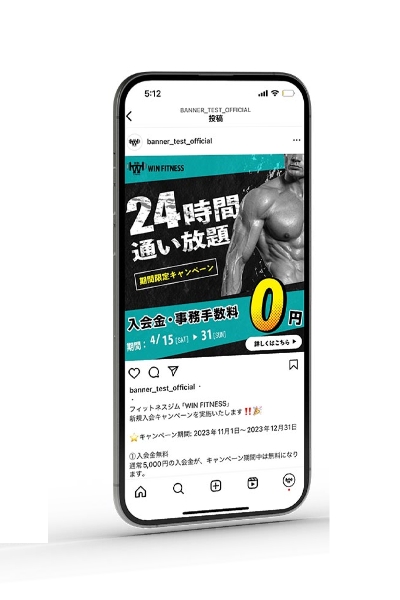 5:12
BANNER_TEST_OFFICIAL
投稿
banner_test_official
WIN FITNESS
24時間
通い放題
期間限定キャンペーン
入会金・事務手数料 0円
期間： 4/15 [SAT] ▶ 31 [SUN]
詳しくはこちら ▶
banner_test_official ・
・
フィットネスジム「WIN FITNESS」
新規入会キャンペーンを実施いたします ‼️🎉
⭐キャンペーン期間: 2023年11月1日〜2023年12月31日
①入会金無料
通常5,000円の入会金が、キャンペーン期間中は無料になり
ます。